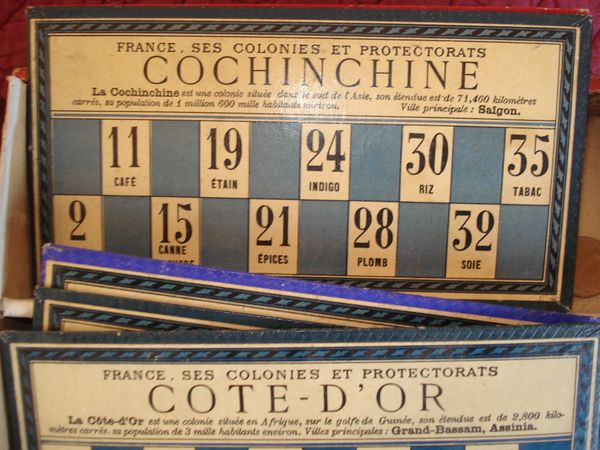 FRANCE, SES COLONIES ET PROTECTORATS
COCHINCHINE
La Cochinchine est une colonie située dans le sud de l'Asie, son étendue est de 71,460 kilomètres
carrés, sa population de 1 million 600 mille habitants environ. Ville principale : Saïgon.
11 19 24 30 35
CAFÉ ÉTAIN INDIGO RIZ TABAC
2 15 21 28 32
CANNE ÉPICES PLOMB SOIE
FRANCE, SES COLONIES ET PROTECTORATS
COTE-D'OR
La Côte-d'Or est une colonie située en Afrique, sur le golfe de Guinée, son étendue est de 2,800 kilo-
mètres carrés, sa population de 3 mille habitants environ. Villes principales : Grand-Bassam, Assinia.